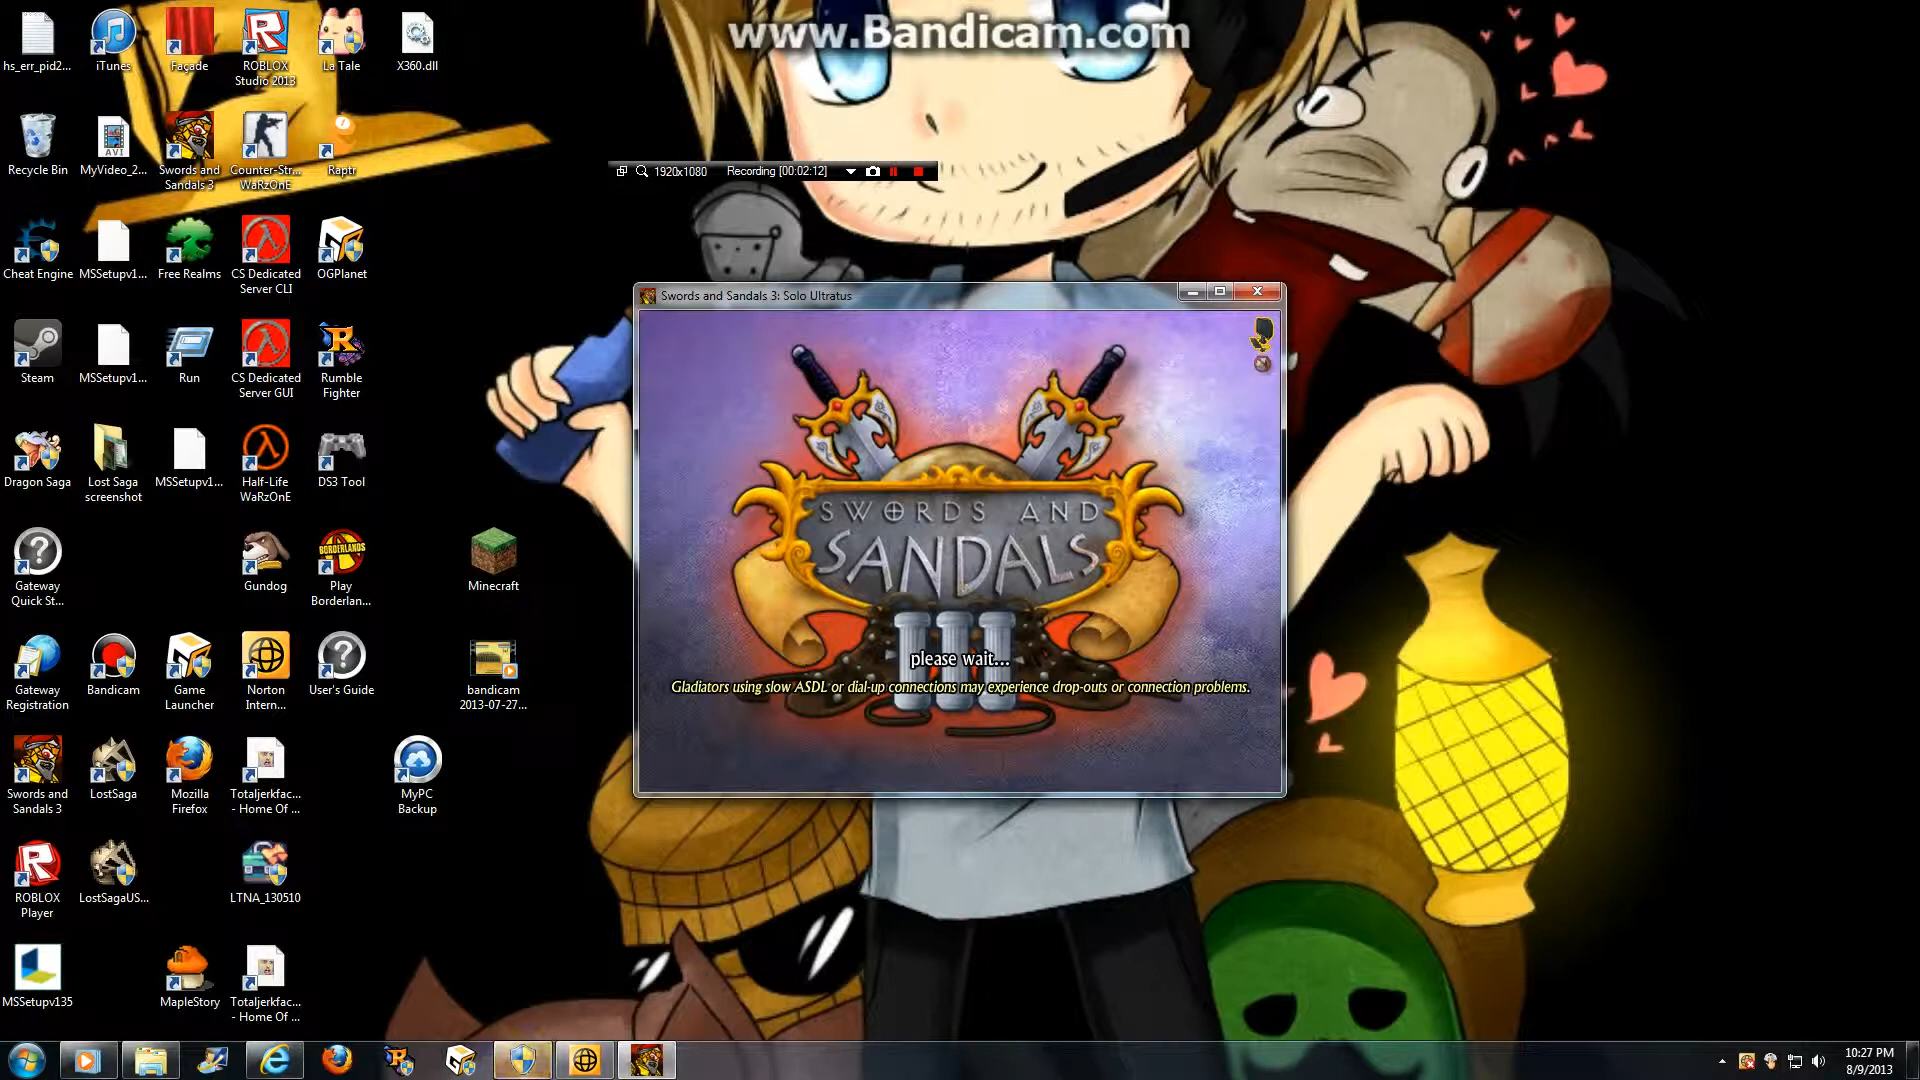 www.Bandicam.com
hs_err_pid2...
iTunes
Façade
ROBLOX
Studio 2013
La Tale
X360.dll
Recycle Bin
MyVideo_2...
Swords and
Sandals 3
Counter-Str...
WaRzOnE
Raptr
1920x1080
Recording [00:02:12]
Cheat Engine
MSSetupv1...
Free Realms
CS Dedicated
Server CLI
OGPlanet
Swords and Sandals 3: Solo Ultratus
Steam
MSSetupv1...
Run
CS Dedicated
Server GUI
Rumble
Fighter
Dragon Saga
Lost Saga
screenshot
MSSetupv1...
Half-Life
WaRzOnE
DS3 Tool
SWORDS AND
SANDALS
III
please wait...
Gladiators using slow ASDL or dial-up connections may experience drop-outs or connection problems.
Gateway
Quick St...
Gundog
BORDERLANDS
Play
Borderlan...
Minecraft
Gateway
Registration
Bandicam
Game
Launcher
Norton
Intern...
User's Guide
bandicam
2013-07-27...
Swords and
Sandals 3
LostSaga
Mozilla
Firefox
Totaljerkfac...
- Home Of ...
MyPC
Backup
ROBLOX
Player
LostSagaUS...
LTNA_130510
MSSetupv135
MapleStory
Totaljerkfac...
- Home Of ...
10:27 PM
8/9/2013
AVI